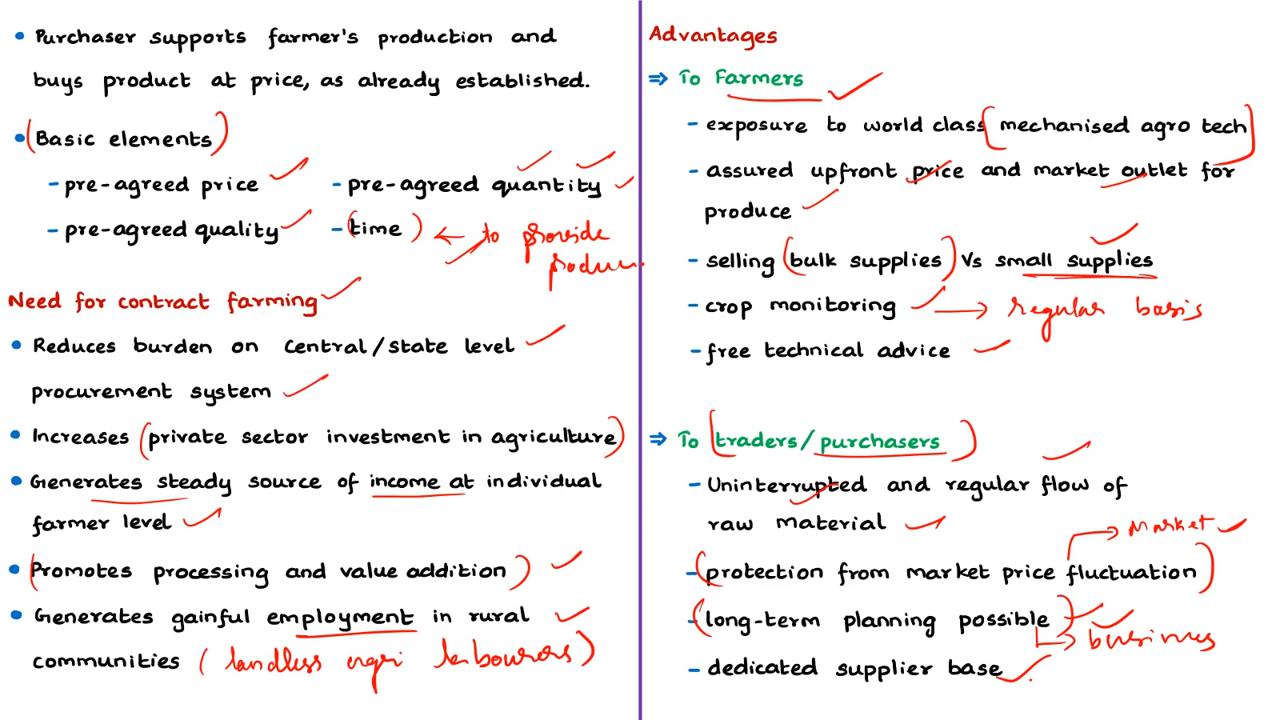 • Purchaser supports farmer's production and
buys product at price, as already established.
• (Basic elements)
- pre-agreed price - pre-agreed quantity
- pre-agreed quality - (time) ← to provide
produce
Need for contract farming
• Reduces burden on central/state level
procurement system
• Increases (private sector investment in agriculture)
• Generates steady source of income at individual
farmer level
• (Promotes processing and value addition)
• Generates gainful employment in rural
communities (landless agri labourers)
Advantages
⇒ To Farmers
- exposure to world class [mechanised agro tech]
- assured upfront price and market outlet for
produce
- selling (bulk supplies) Vs small supplies
- crop monitoring → regular basis
- free technical advice
⇒ To [traders/purchasers)
- Uninterrupted and regular flow of
raw material
→ Market
- (protection from market price fluctuation)
- (long-term planning possible)
→ business
- dedicated supplier base